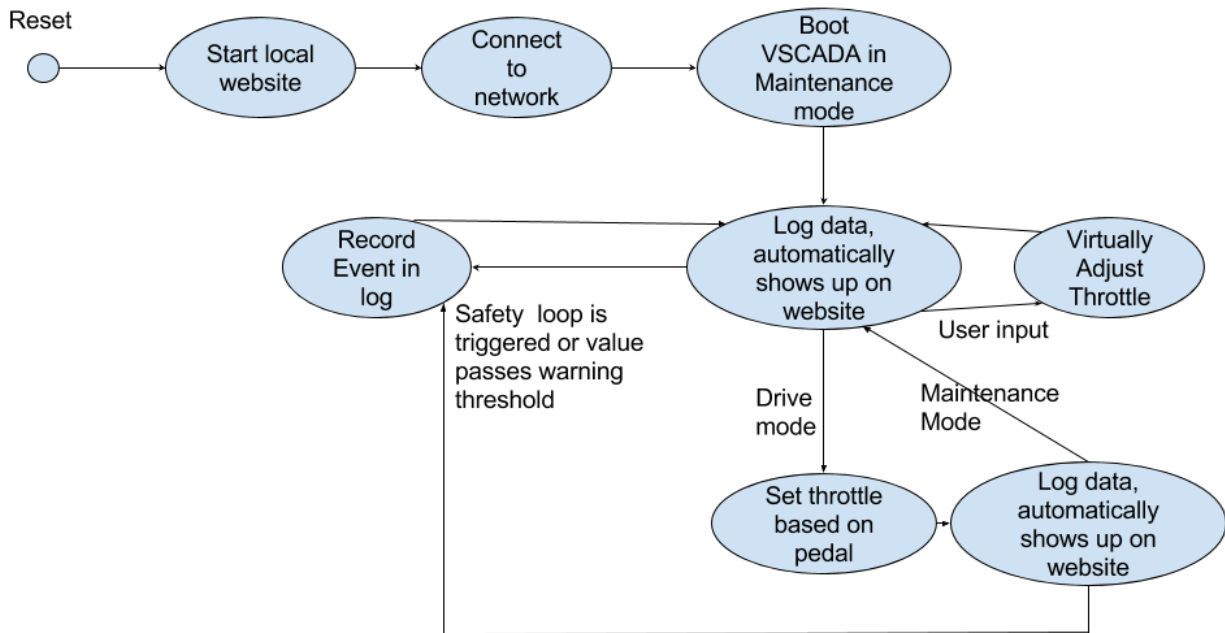 Reset
Start local
website
Connect
to
network
Boot
VSCADA in
Maintenance
mode
Record
Event in
log
Log data,
automatically
shows up on
website
Virtually
Adjust
Throttle
User input
Safety loop is
triggered or value
passes warning
threshold
Drive
mode
Maintenance
Mode
Set throttle
based on
pedal
Log data,
automatically
shows up on
website